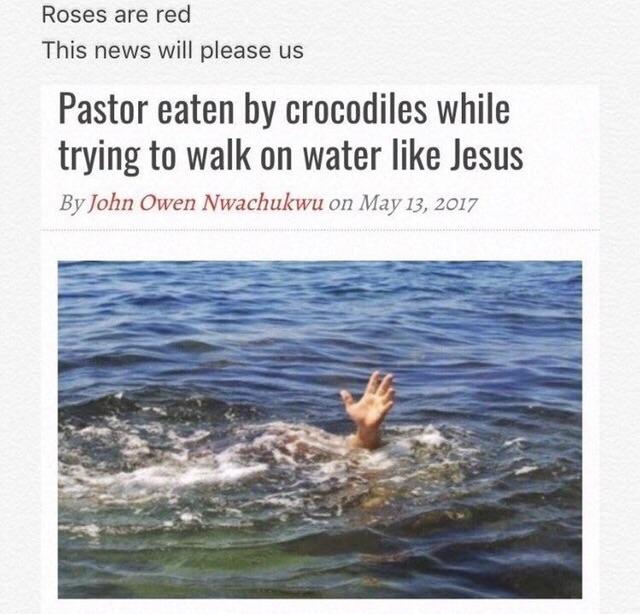 Roses are red
This news will please us
Pastor eaten by crocodiles while
trying to walk on water like Jesus
By John Owen Nwachukwu on May 13, 2017